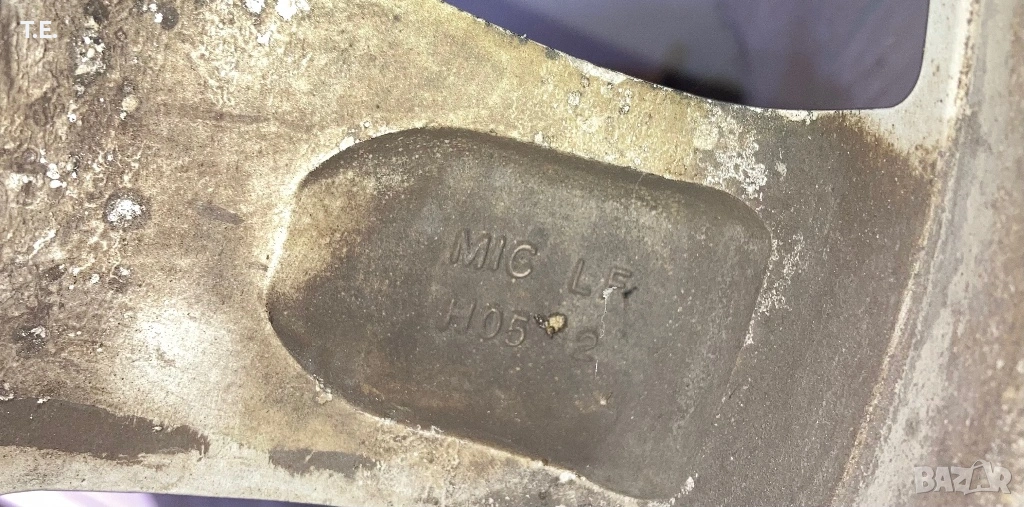 T.E.
MIC LF
H05 2
BAZAR